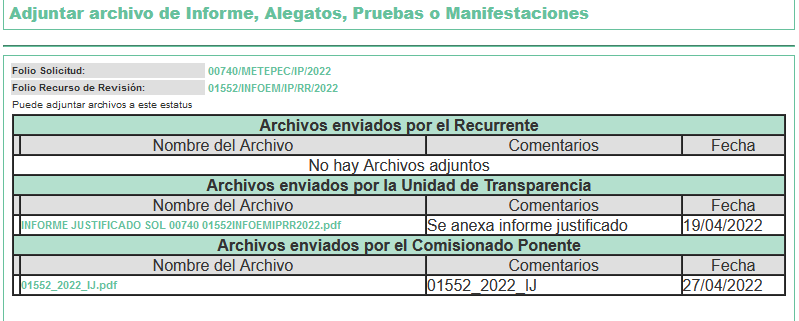 Adjuntar archivo de Informe, Alegatos, Pruebas o Manifestaciones
Folio Solicitud: 00740/METEPEC/IP/2022
Folio Recurso de Revisión: 01552/INFOEM/IP/RR/2022
Puede adjuntar archivos a este estatus
Archivos enviados por el Recurrente
Nombre del Archivo Comentarios Fecha
No hay Archivos adjuntos
Archivos enviados por la Unidad de Transparencia
Nombre del Archivo Comentarios Fecha
INFORME JUSTIFICADO SOL 00740 01552INFOEMIPRR2022.pdf Se anexa informe justificado 19/04/2022
Archivos enviados por el Comisionado Ponente
Nombre del Archivo Comentarios Fecha
01552_2022_IJ.pdf 01552_2022_IJ 27/04/2022